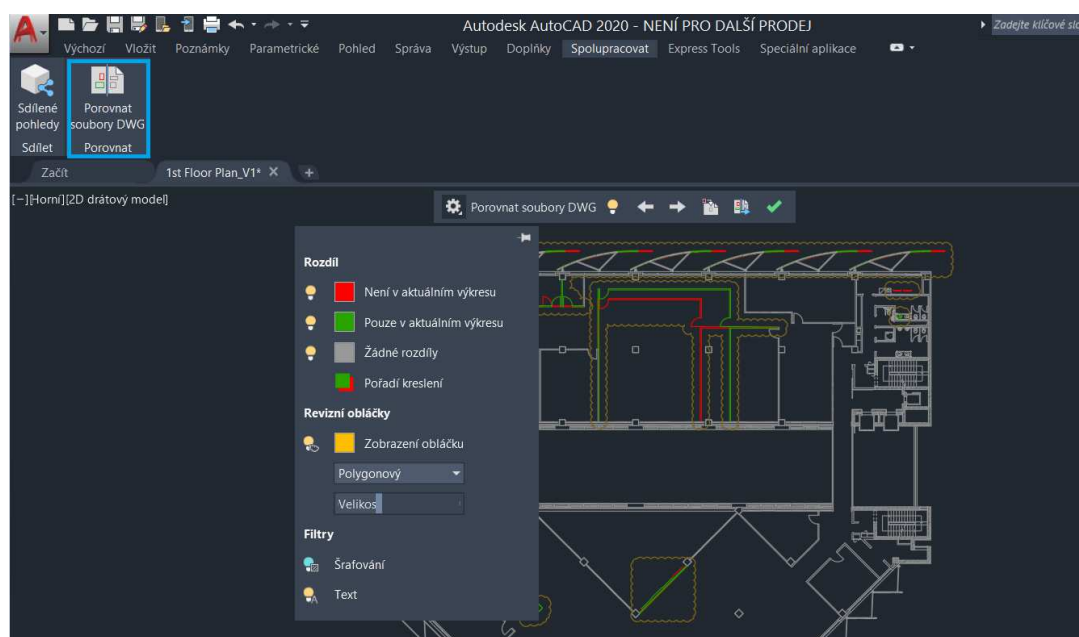 Autodesk AutoCAD 2020 - NENÍ PRO DALŠÍ PRODEJ
Zadejte klíčové slo
Výchozí Vložit Poznámky Parametrické Pohled Správa Výstup Doplňky Spolupracovat Express Tools Speciální aplikace
Sdílené pohledy
Porovnat soubory DWG
Sdílet Porovnat
Začít 1st Floor Plan_V1*
[−][Horní][2D drátový model]
Porovnat soubory DWG
Rozdíl
Není v aktuálním výkresu
Pouze v aktuálním výkresu
Žádné rozdíly
Pořadí kreslení
Revizní obláčky
Zobrazení obláčku
Polygonový
Velikos
Filtry
Šrafování
Text